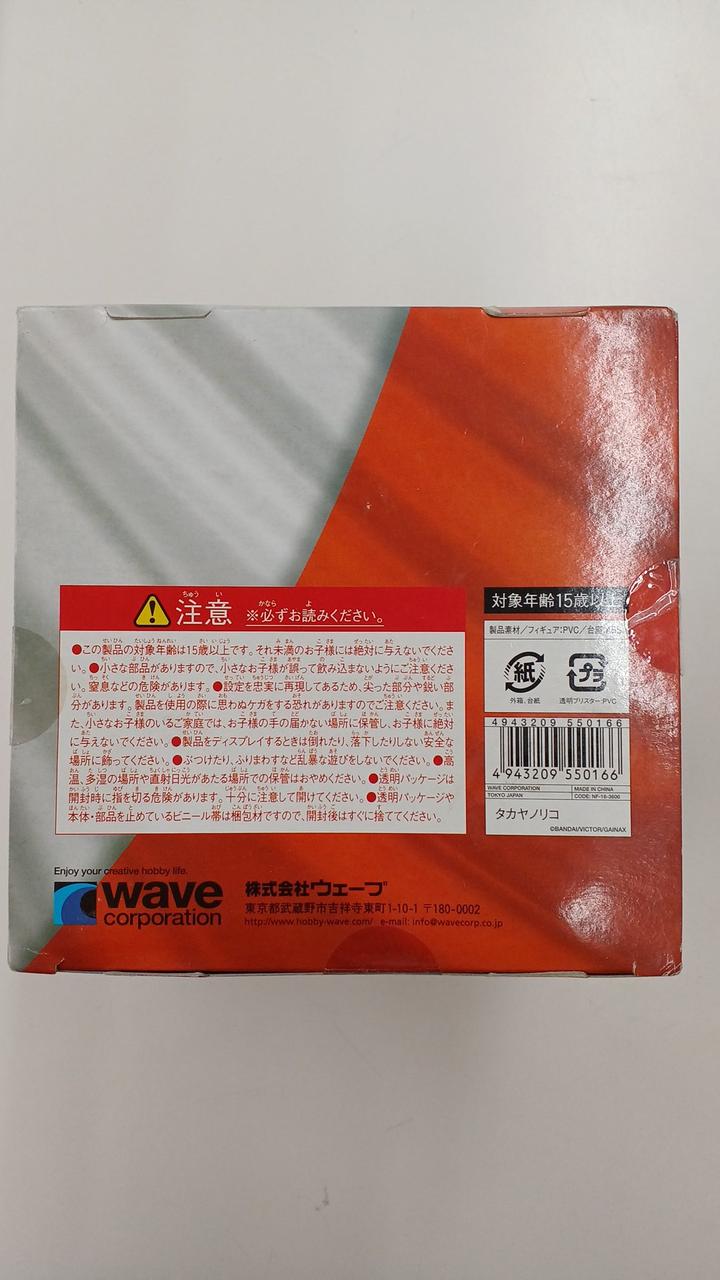 注意 ※必ずお読みください。
●この製品の対象年齢は15歳以上です。それ未満のお子様には絶対に与えないでくださ
い。●小さな部品がありますので、小さなお子様が誤って飲み込まないようにご注意くださ
い。窒息などの危険があります。●設定を忠実に再現してあるため、尖った部分や鋭い部
分があります。製品を使用の際に思わぬケガをする恐れがありますのでご注意ください。ま
た、小さなお子様のいるご家庭では、お子様の手の届かない場所に保管し、お子様に絶対
に与えないでください。●製品をディスプレイするときは倒れたり、落下したりしない安全な
場所に飾ってください。●ぶつけたり、ふりまわすなど乱暴な遊びをしないでください。●高
温、多湿の場所や直射日光があたる場所での保管はおやめください。●透明パッケージは
開封時に指を切る危険があります。十分に注意して開けてください。●透明パッケージや
本体・部品を止めているビニール帯は梱包材ですので、開封後はすぐに捨ててください。
対象年齢15歳以上
製品素材/フィギュア:PVC/台座:ABS
紙 プラ
外箱、台紙 透明ブリスター:PVC
4943209 550166
4 943209 550166
WAVE CORPORATION MADE IN CHINA
TOKYO JAPAN CODE: NF-16-3600
タカヤノリコ
©BANDAI/VICTOR/GAINAX
Enjoy your creative hobby life.
wave
corporation
株式会社ウェーブ
東京都武蔵野市吉祥寺東町1-10-1 〒180-0002
http://www.hobby-wave.com/ e-mail: info@wavecorp.co.jp